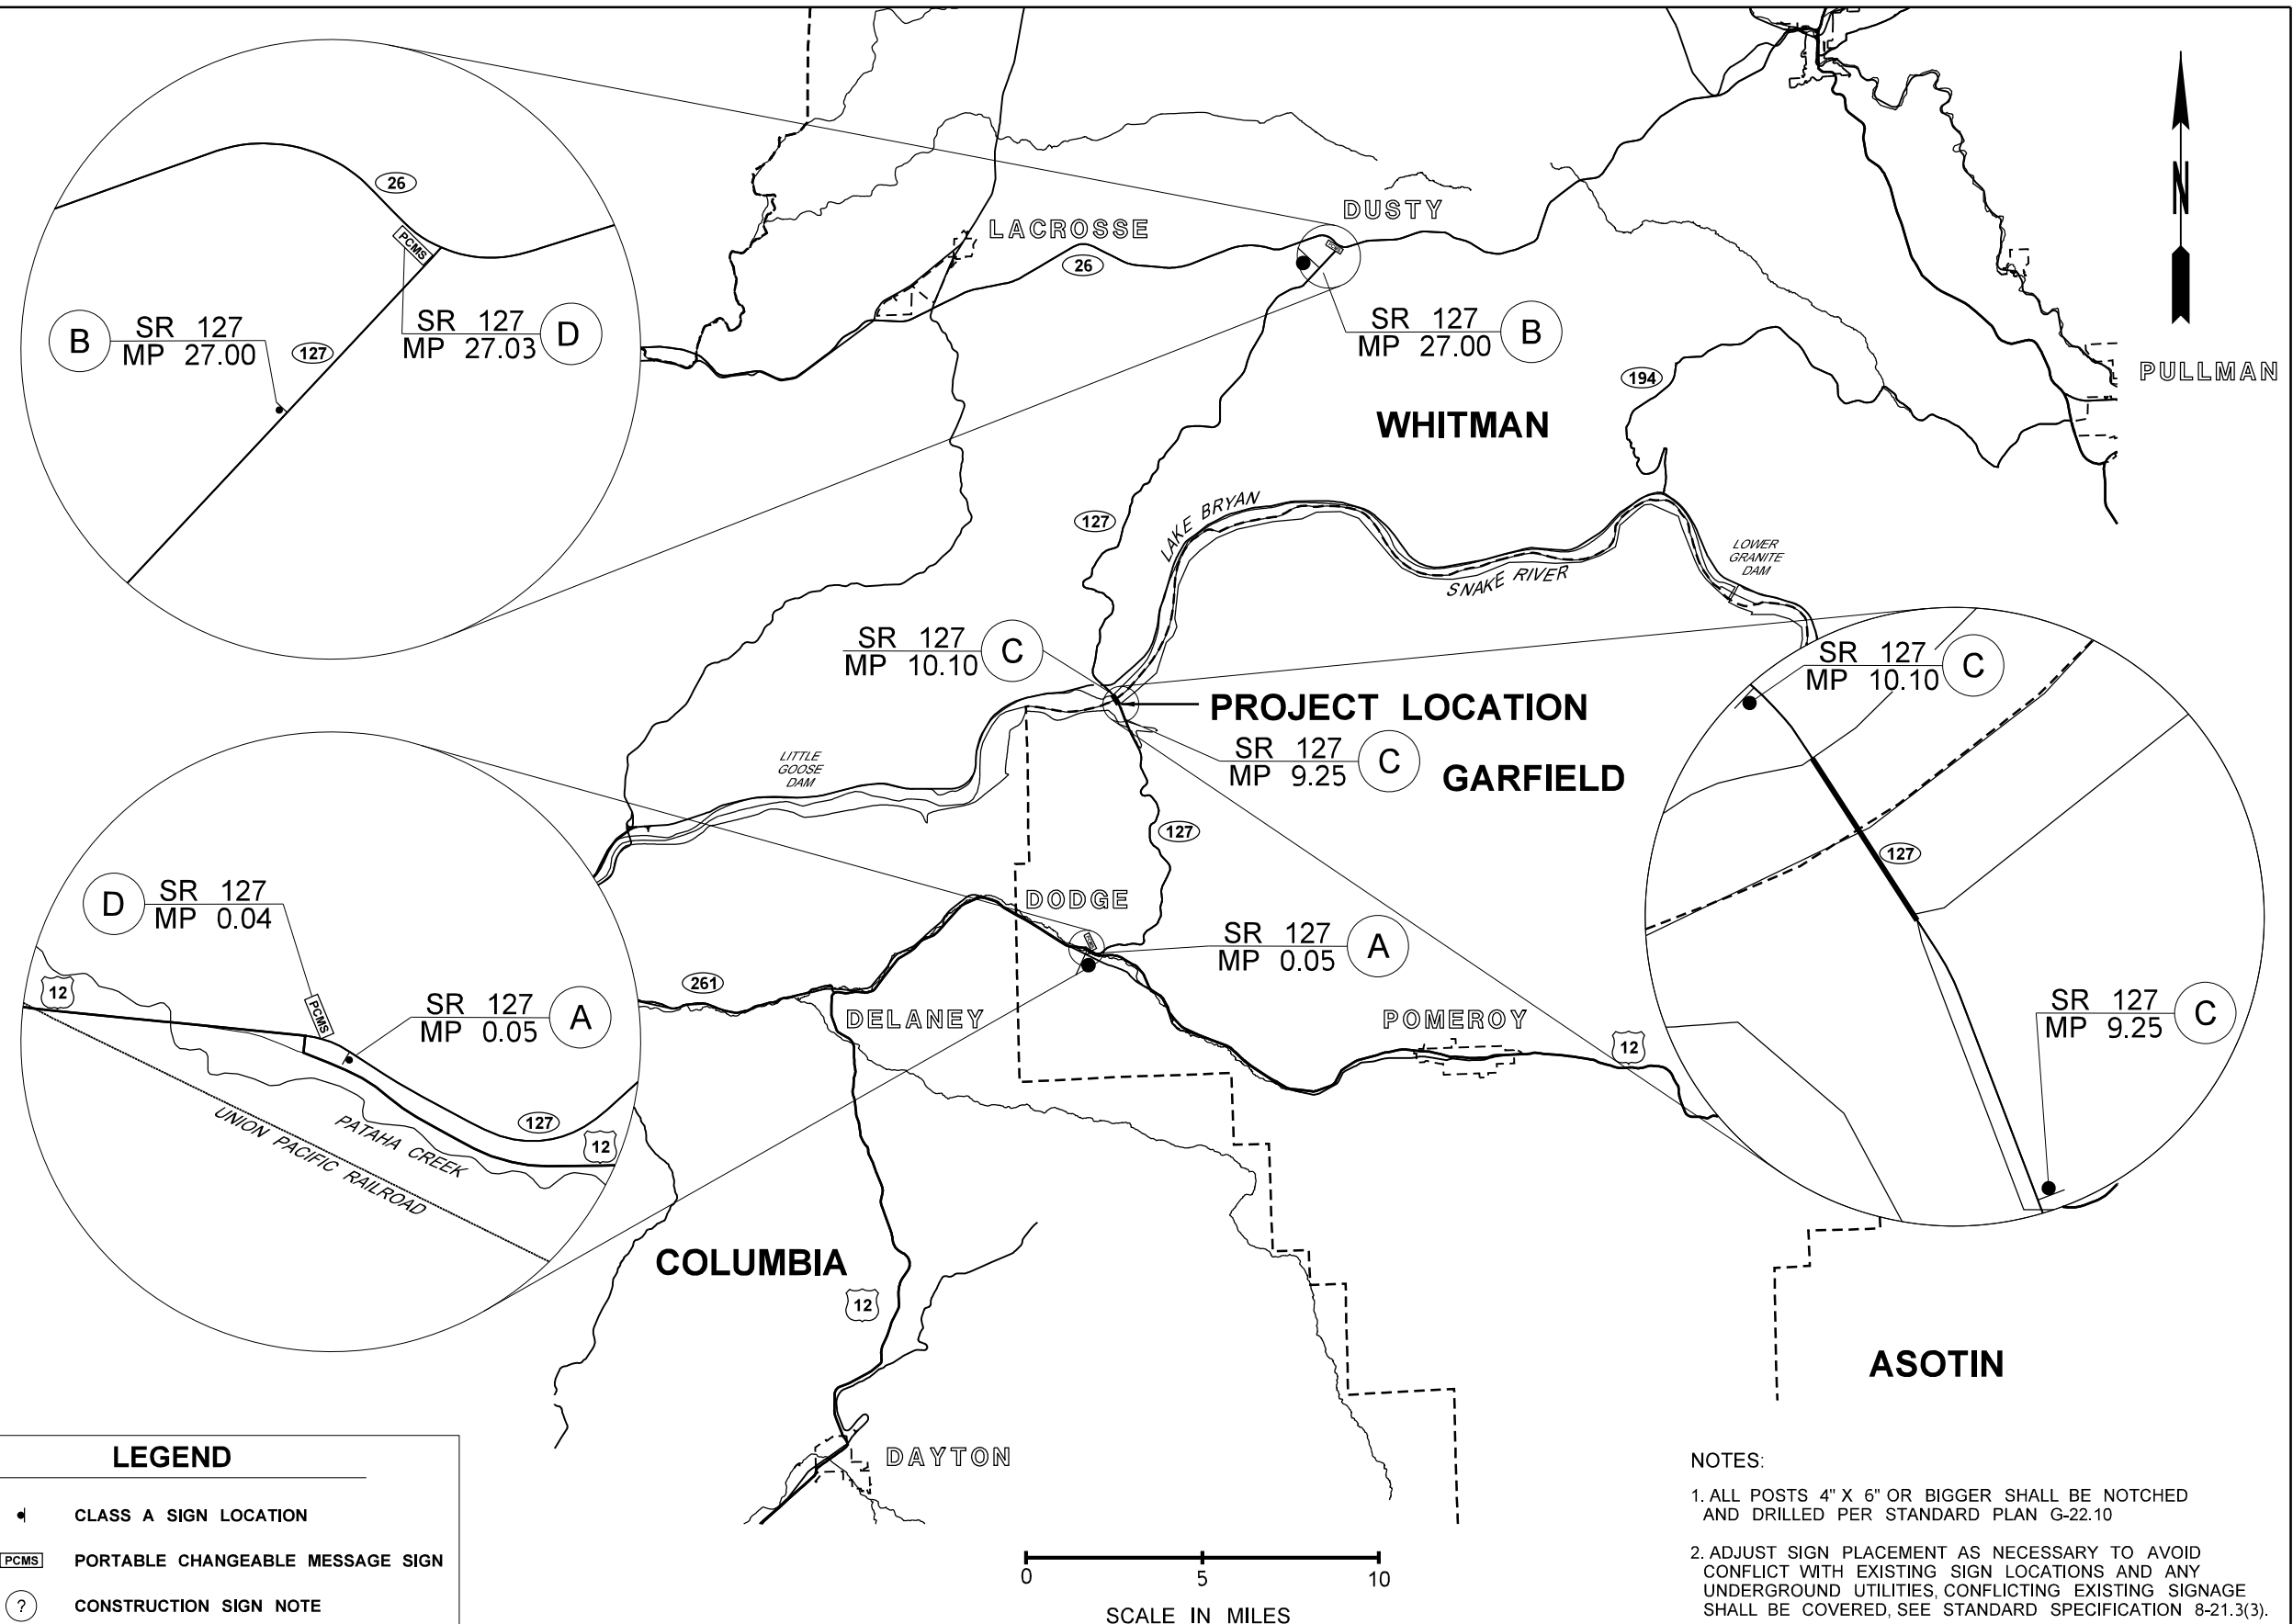 26
PCMS
B
SR 127
MP 27.00
127
SR 127
MP 27.03
D
LACROSSE
26
DUSTY
PCMS
SR 127
MP 27.00
B
N
PULLMAN
194
WHITMAN
127
LAKE BRYAN
SNAKE RIVER
LOWER
GRANITE
DAM
SR 127
MP 10.10
C
PROJECT LOCATION
SR 127
MP 9.25
C
GARFIELD
LITTLE
GOOSE
DAM
127
SR 127
MP 10.10
C
127
SR 127
MP 9.25
C
D
SR 127
MP 0.04
12
PCMS
SR 127
MP 0.05
A
127
12
PATAHA CREEK
UNION PACIFIC RAILROAD
DODGE
PCMS
SR 127
MP 0.05
A
261
DELANEY
POMEROY
12
COLUMBIA
12
ASOTIN
DAYTON
LEGEND
CLASS A SIGN LOCATION
PCMS PORTABLE CHANGEABLE MESSAGE SIGN
? CONSTRUCTION SIGN NOTE
0 5 10
SCALE IN MILES
NOTES:
1. ALL POSTS 4" X 6" OR BIGGER SHALL BE NOTCHED
AND DRILLED PER STANDARD PLAN G-22.10
2. ADJUST SIGN PLACEMENT AS NECESSARY TO AVOID
CONFLICT WITH EXISTING SIGN LOCATIONS AND ANY
UNDERGROUND UTILITIES, CONFLICTING EXISTING SIGNAGE
SHALL BE COVERED, SEE STANDARD SPECIFICATION 8-21.3(3).